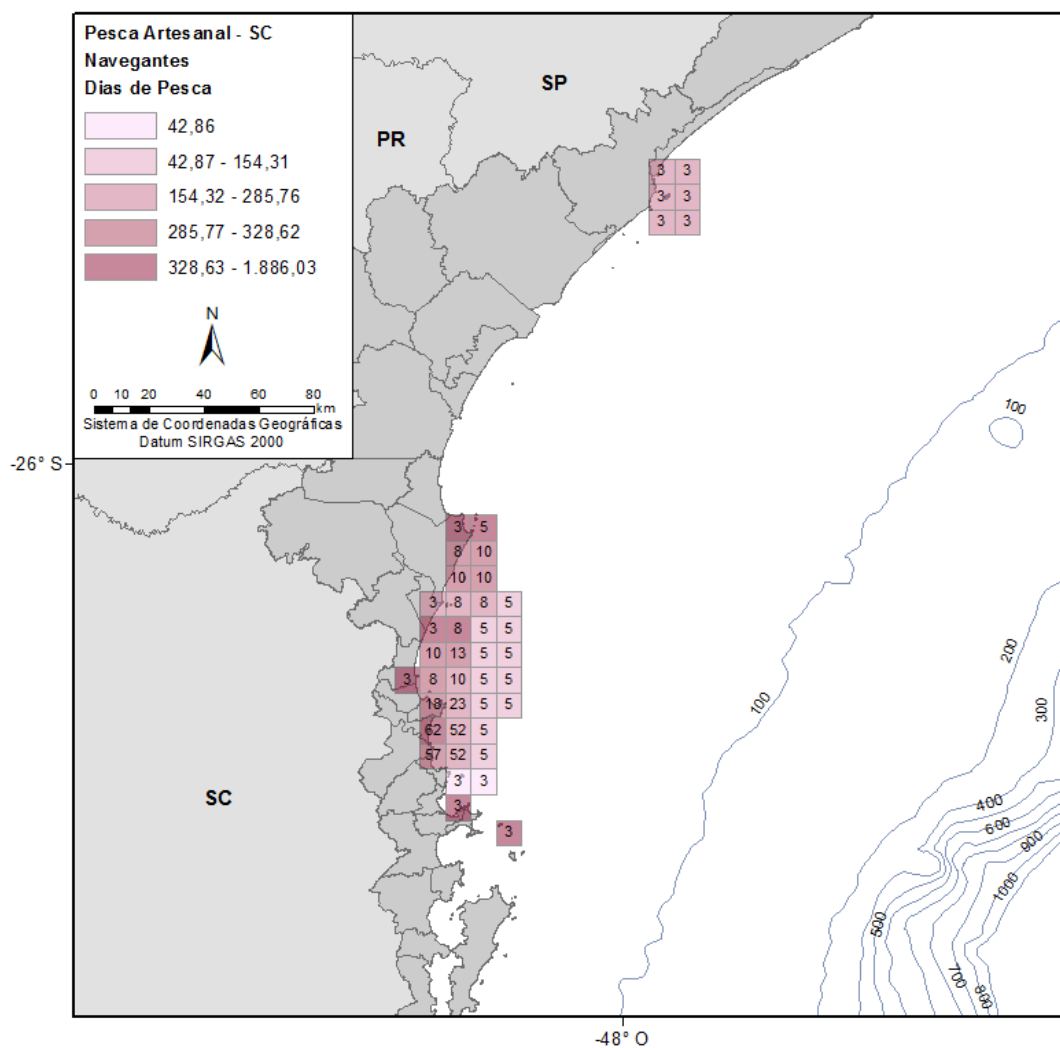 Pesca Artesanal - SC
Navegantes
Dias de Pesca
42,86
42,87 - 154,31
154,32 - 285,76
285,77 - 328,62
328,63 - 1.886,03
N
0 10 20 40 60 80
km
Sistema de Coordenadas Geográficas
Datum SIRGAS 2000
SP
PR
3 3
3 3
3 3
100
-26° S
3 5
8 10
10 10
3 8 8 5
3 8 5 5
10 13 5 5
3 8 10 5 5
18 23 5 5
62 52 5
57 52 5
3 3
3
3
SC
100
200
300
400
600
900
1000
500
700
800
-48° O